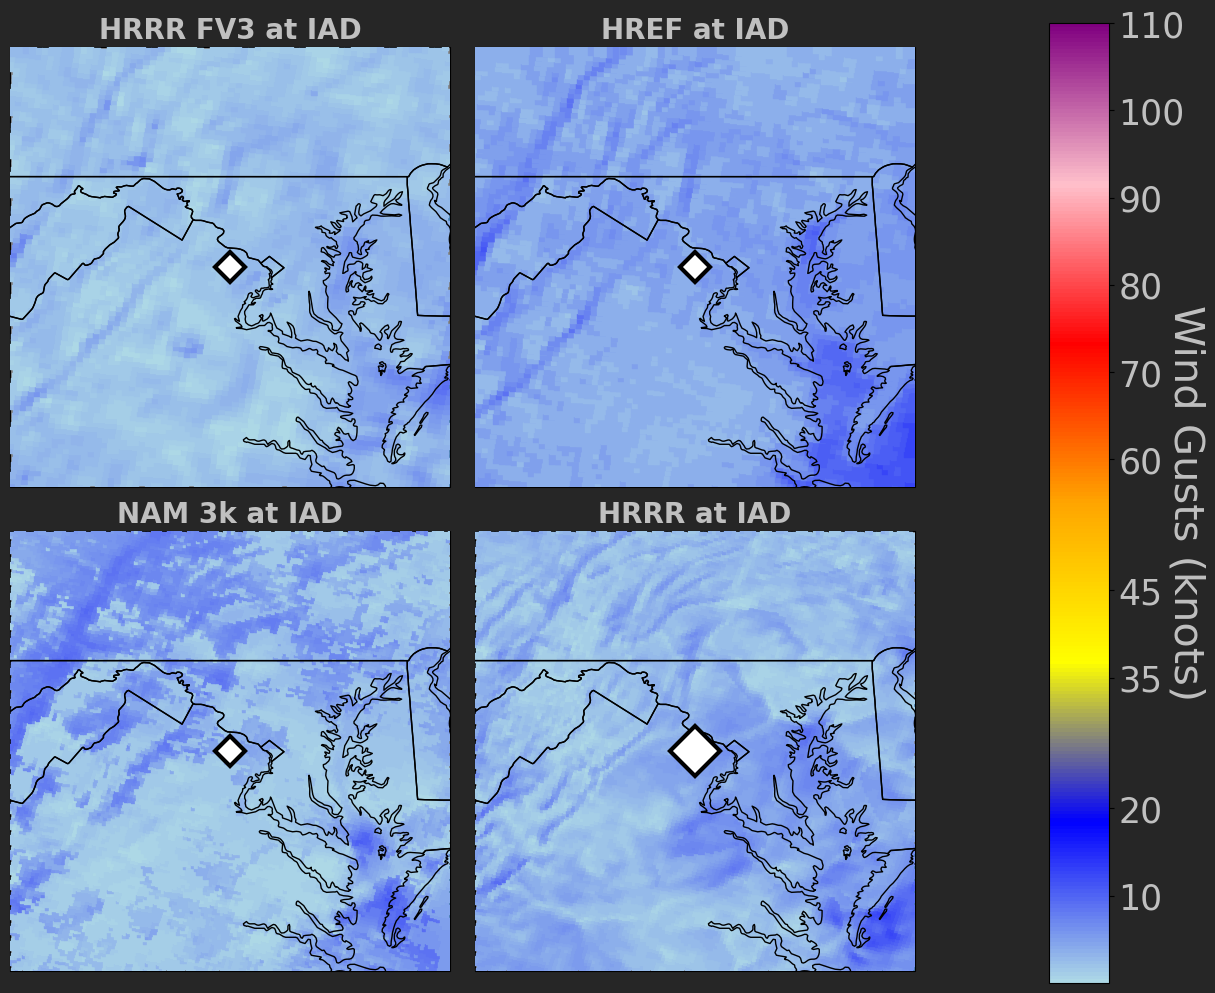 HRRR FV3 at IAD
HREF at IAD
NAM 3k at IAD
HRRR at IAD
110
100
90
80
70
60
45
35
20
10
Wind Gusts (knots)